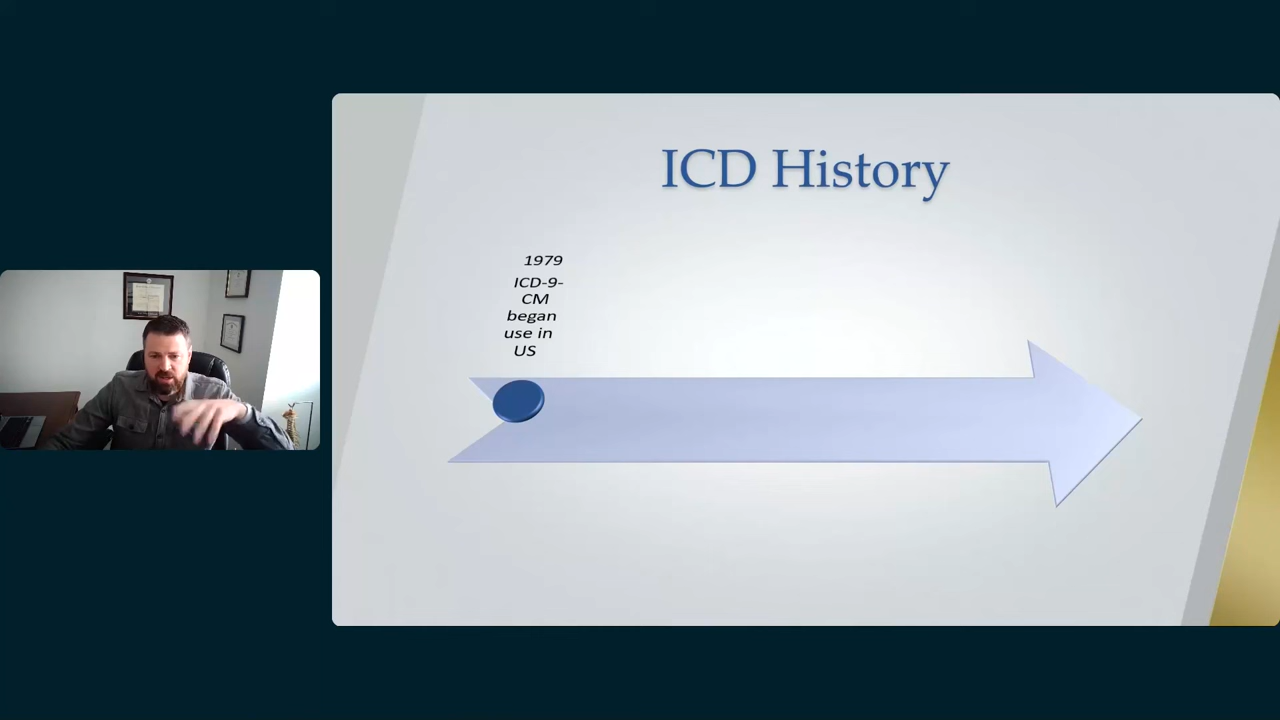 ICD History
1979
ICD-9-
CM
began
use in
US